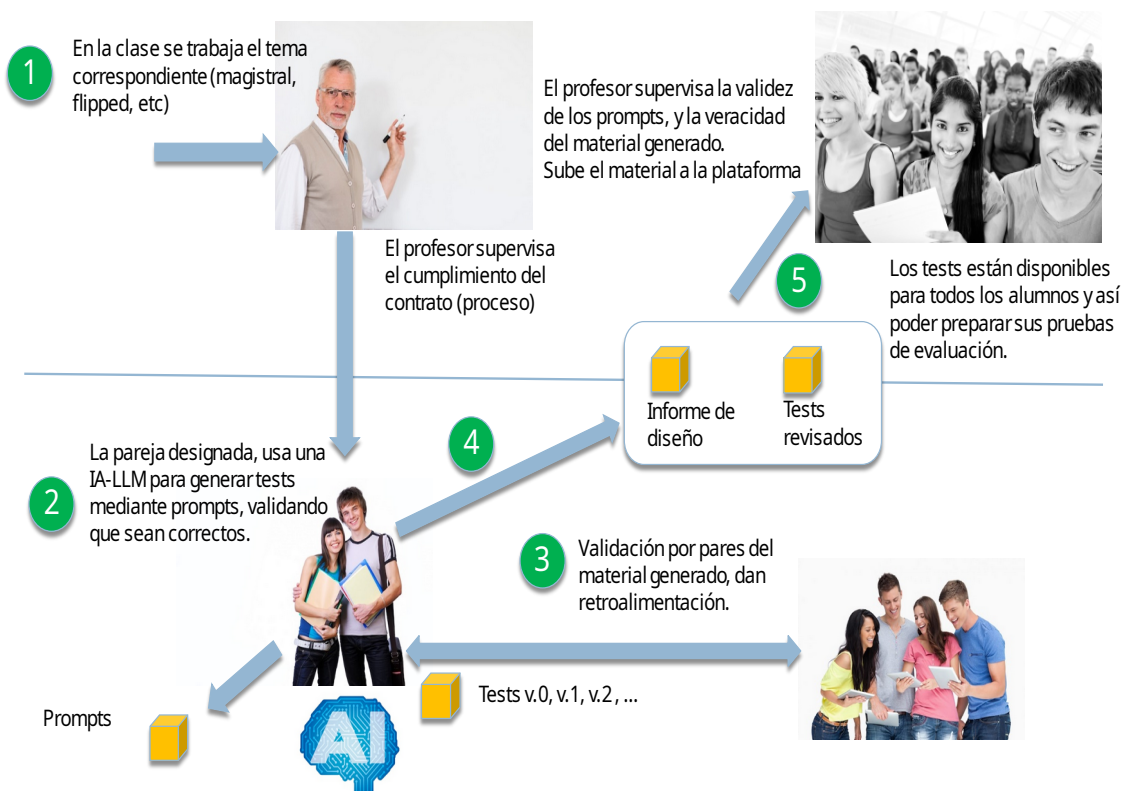 1
En la clase se trabaja el tema
correspondiente (magistral,
flipped, etc)
El profesor supervisa la validez
de los prompts, y la veracidad
del material generado.
Sube el material a la plataforma
El profesor supervisa
el cumplimiento del
contrato (proceso)
5
Los tests están disponibles
para todos los alumnos y así
poder preparar sus pruebas
de evaluación.
Informe de
diseño
Tests
revisados
4
2
La pareja designada, usa una
IA-LLM para generar tests
mediante prompts, validando
que sean correctos.
3
Validación por pares del
material generado, dan
retroalimentación.
Tests v.0, v.1, v.2, ...
Prompts
AI